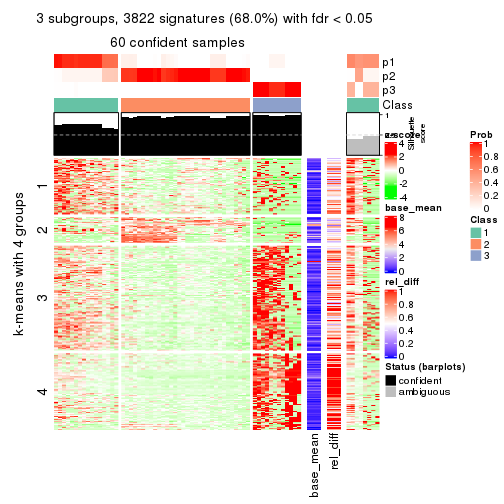 3 subgroups, 3822 signatures (68.0%) with fdr < 0.05
60 confident samples
p1
p2
p3
Class
1
Silhouette
score
k-means with 4 groups
1
2
3
4
base_mean
rel_diff
z-score
4
2
0
-2
-4
base_mean
8
6
4
2
0
rel_diff
1
0.8
0.6
0.4
0.2
0
Status (barplots)
confident
ambiguous
Prob
1
0.8
0.6
0.4
0.2
0
Class
1
2
3